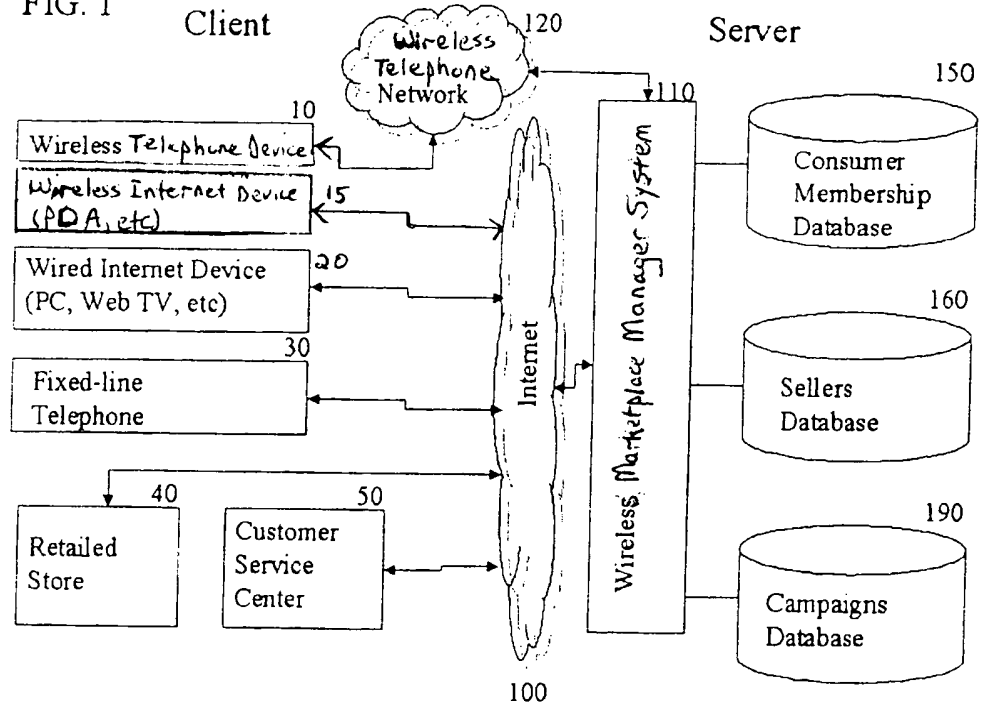 FIG. 1
Client
Server
120
Wireless
Telephone
Network
110
150
Consumer
Membership
Database
10
Wireless Telephone Device
15
Wireless Internet Device
(PDA, etc)
20
Wired Internet Device
(PC, Web TV, etc)
30
Fixed-line
Telephone
40
Retailed
Store
50
Customer
Service
Center
Internet
100
Wireless Marketplace Manager System
160
Sellers
Database
190
Campaigns
Database